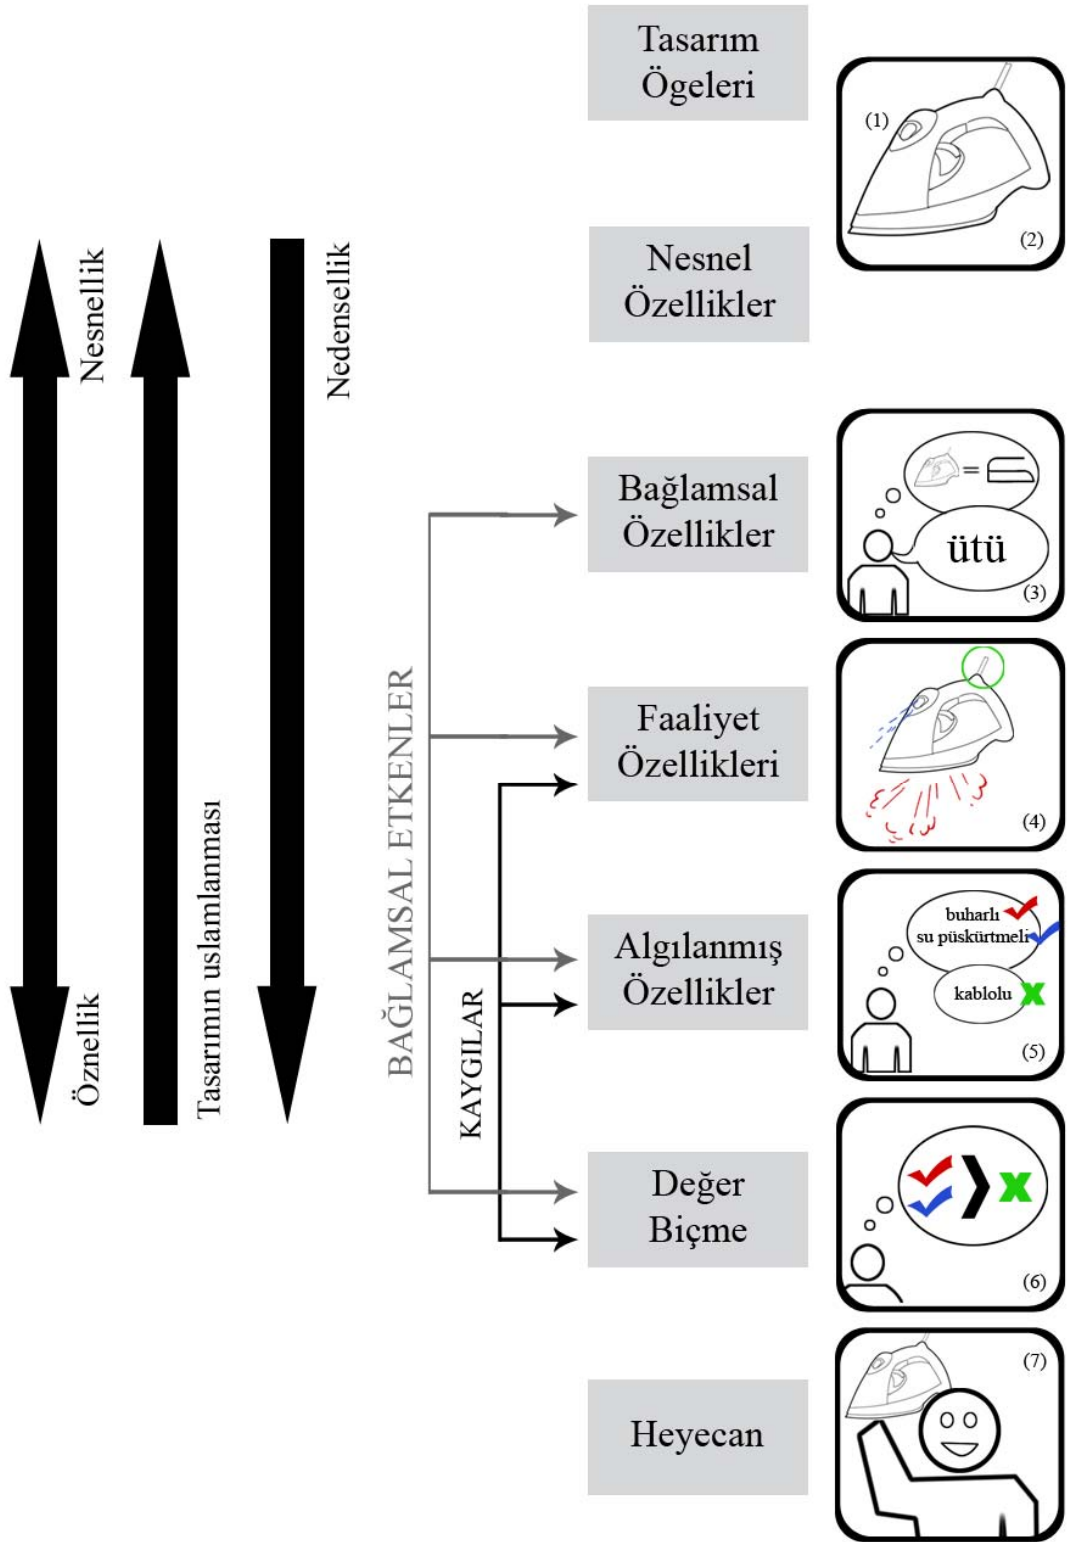 Tasarım
Ögeleri
(1)
(2)
Nesnel
Özellikler
Nesnellik
Nedensellik
Öznellik
Tasarımın uslamlanması
BAĞLAMSAL ETKENLER
KAYGILAR
Bağlamsal
Özellikler
=
ütü
(3)
Faaliyet
Özellikleri
(4)
Algılanmış
Özellikler
buharlı
su püskürtmeli
kablolu
(5)
Değer
Biçme
(6)
Heyecan
(7)